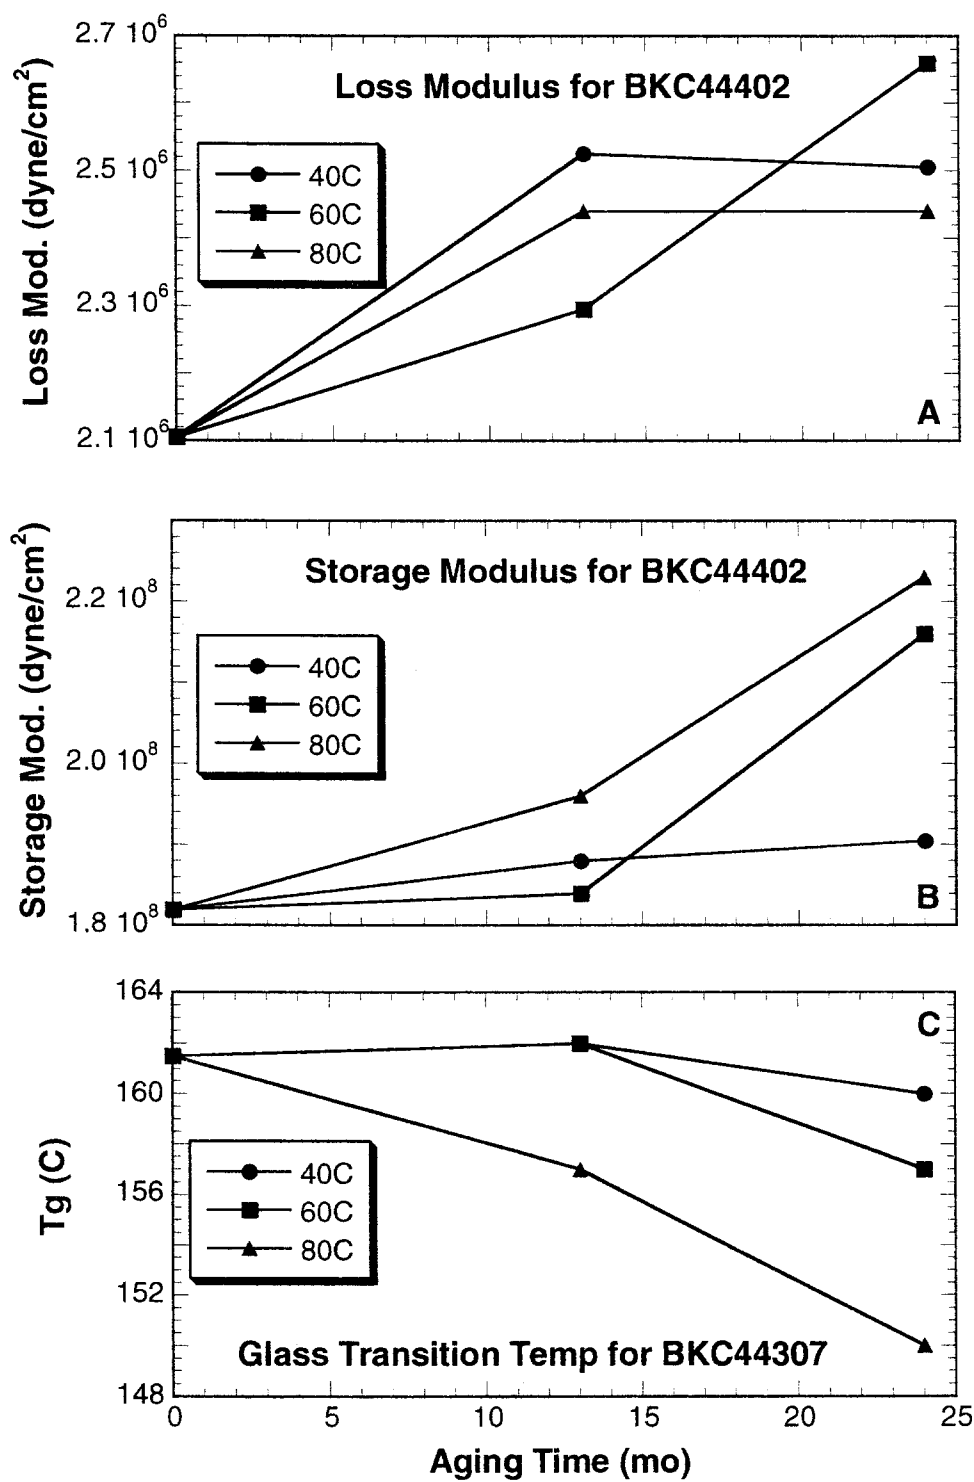 Loss Modulus for BKC44402
Loss Mod. (dyne/cm²)
2.7 10⁶
2.5 10⁶
2.3 10⁶
2.1 10⁶
40C
60C
80C
A
Storage Modulus for BKC44402
Storage Mod. (dyne/cm²)
2.2 10⁸
2.0 10⁸
1.8 10⁸
40C
60C
80C
B
C
Tg (C)
164
160
156
152
148
40C
60C
80C
Glass Transition Temp for BKC44307
0 5 10 15 20 25
Aging Time (mo)